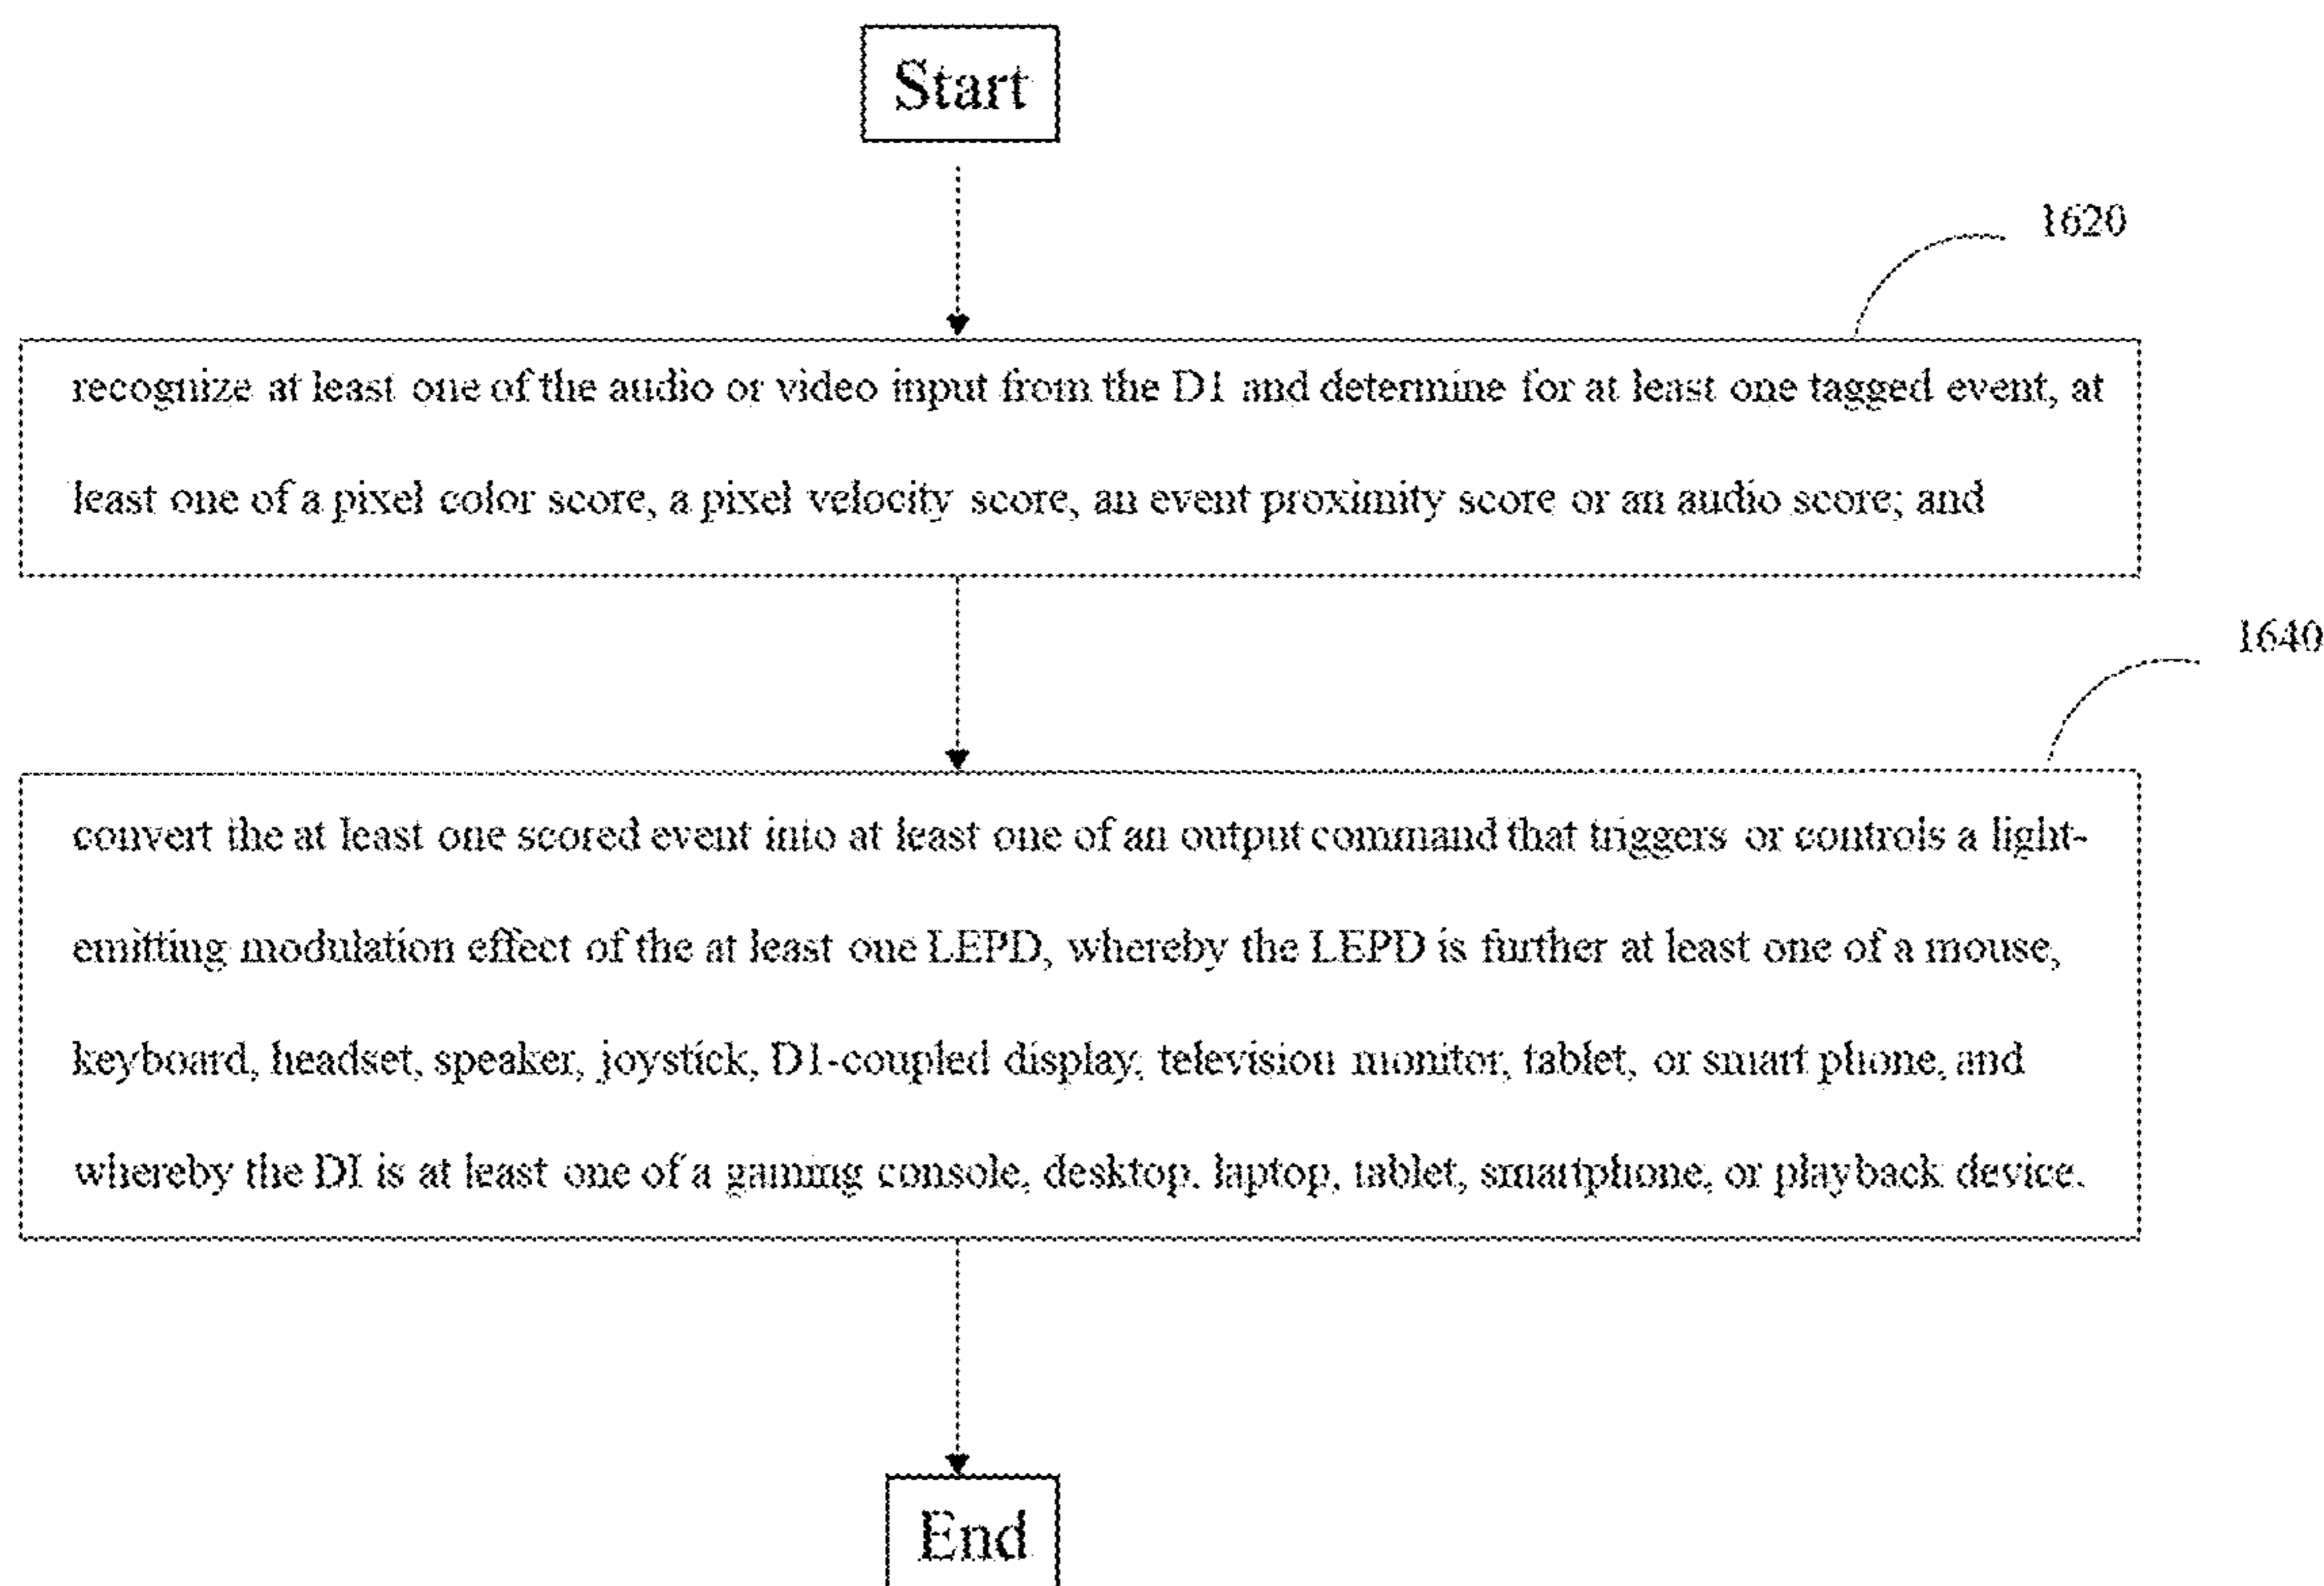 Start
1620
recognize at least one of the audio or video input from the D1 and determine for at least one tagged event, at
least one of a pixel color score, a pixel velocity score, an event proximity score or an audio score; and
1640
convert the at least one scored event into at least one of an output command that triggers or controls a light-
emitting modulation effect of the at least one LEPD, whereby the LEPD is further at least one of a mouse,
keyboard, headset, speaker, joystick, D1-coupled display, television monitor, tablet, or smart phone, and
whereby the DI is at least one of a gaming console, desktop, laptop, tablet, smartphone, or playback device.
End